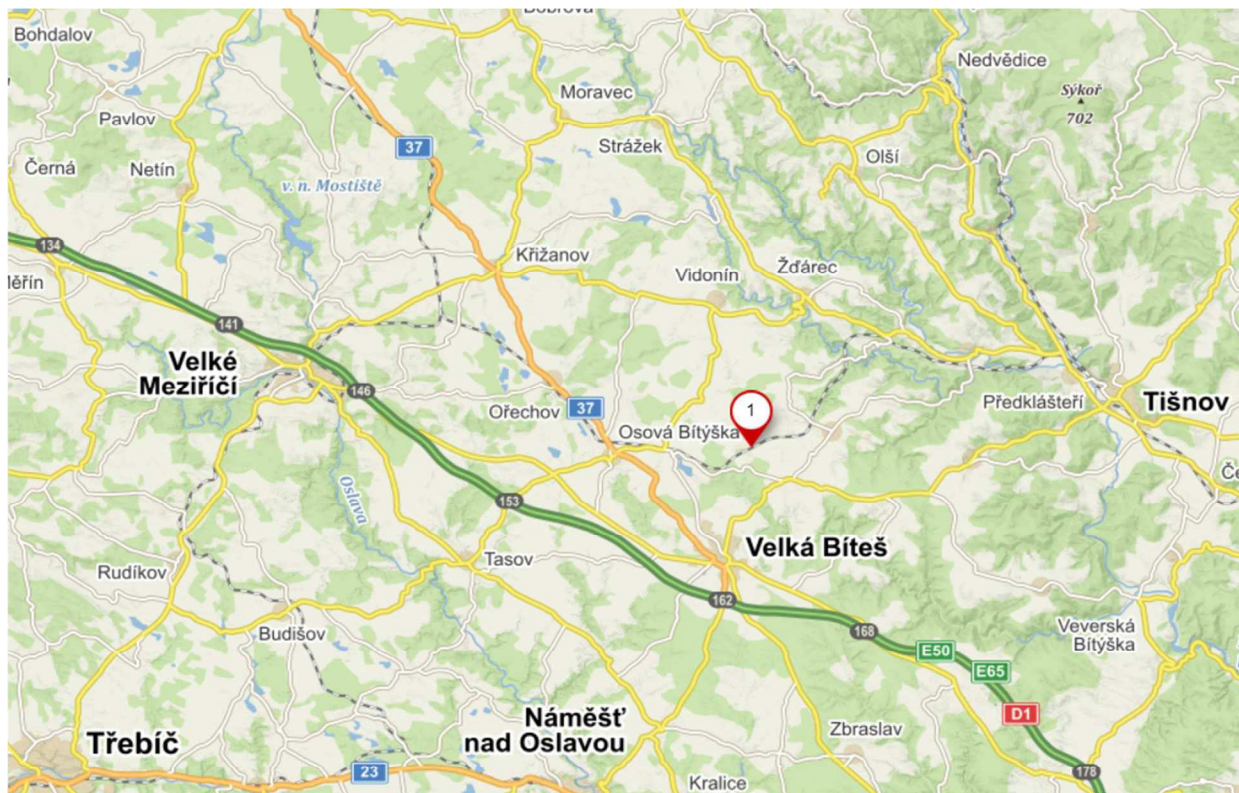 Bohdalov
Dobrova
Nedvědice
Sýkoř
702
Moravec
Pavlov
37
Strážek
Olší
Černá
Netín
v. n. Mostiště
134
Křižanov
Vidonín
Žďárec
Měřín
141
Velké
Meziříčí
146
Ořechov
37
Osová Bítýška
1
Předklášteří
Tišnov
Oslava
153
Tasov
Velká Bíteš
Rudíkov
162
168
Budišov
E50
E65
D1
Veverská
Bítýška
Náměšť
nad Oslavou
Zbraslav
Třebíč
23
Kralice
178